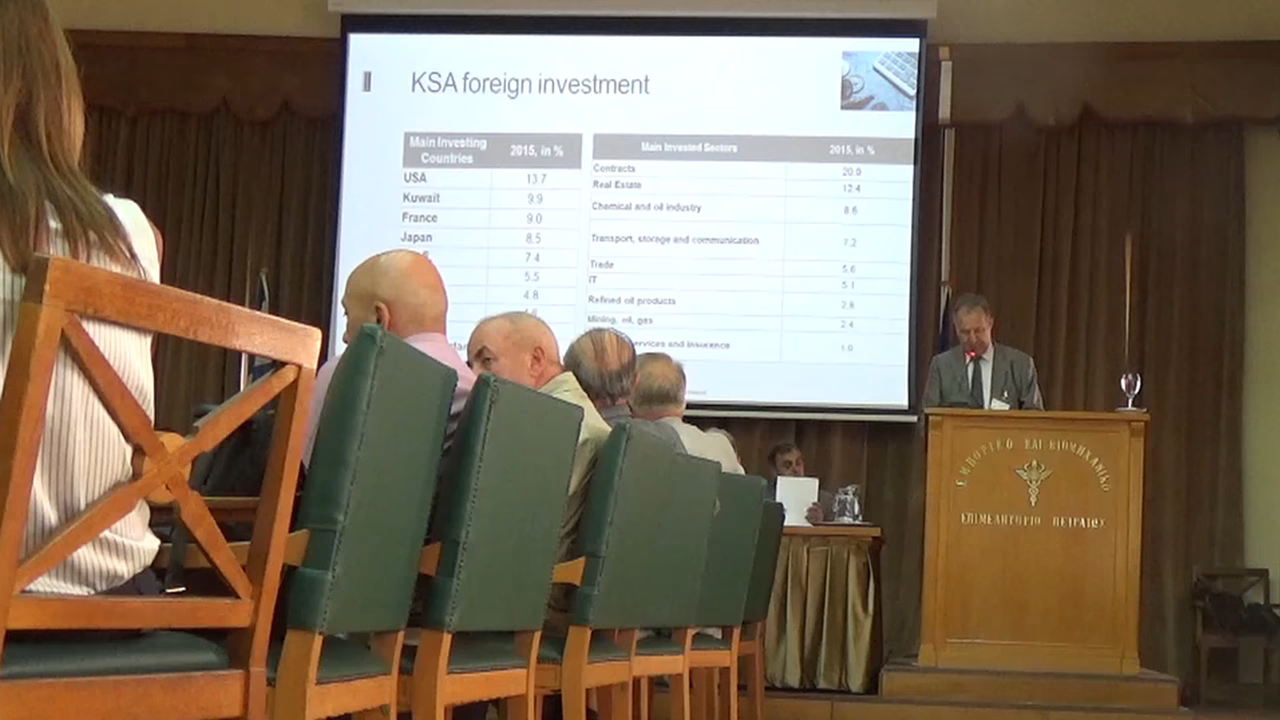 KSA foreign investment
Main Investing Countries 2015, in %
USA 13.7
Kuwait 9.9
France 9.0
Japan 8.5
7.4
5.5
4.8
Main Invested Sectors 2015, in %
Contracts 20.0
Real Estate 12.4
Chemical and oil industry 8.6
Transport, storage and communication 7.2
Trade 5.6
IT 5.1
Refined oil products 2.8
Mining, oil, gas 2.4
services and insurance 1.0
ΕΜΠΟΡΙΚΟ ΚΑΙ ΒΙΟΜΗΧΑΝΙΚΟ
ΕΠΙΜΕΛΗΤΗΡΙΟ ΠΕΙΡΑΙΩΣ